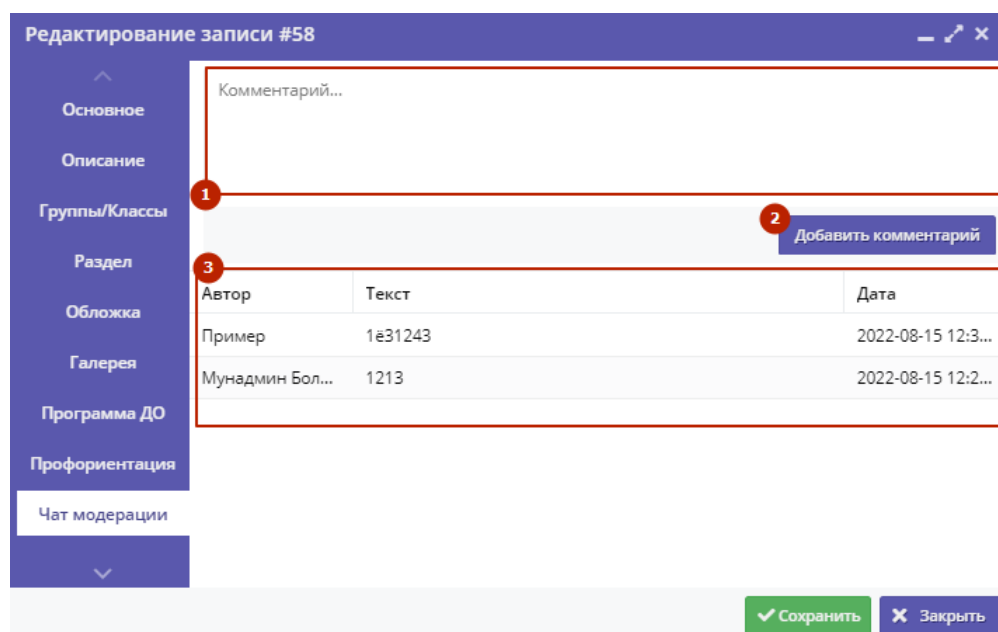 Редактирование записи #58
Основное
Описание
Группы/Классы
Раздел
Обложка
Галерея
Программа ДО
Профориентация
Чат модерации
Комментарий...
1
2
Добавить комментарий
3
Автор Текст Дата
Пример 1ё31243 2022-08-15 12:3...
Мунадмин Бол... 1213 2022-08-15 12:2...
Сохранить Закрыть